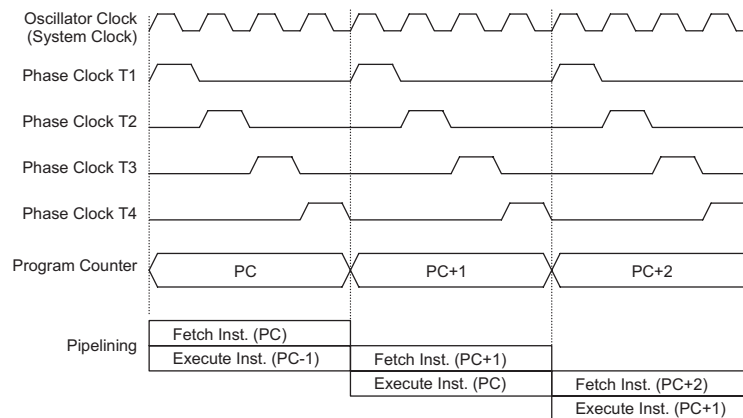 Oscillator Clock
(System Clock)
Phase Clock T1
Phase Clock T2
Phase Clock T3
Phase Clock T4
Program Counter
PC
PC+1
PC+2
Pipelining
Fetch Inst. (PC)
Execute Inst. (PC-1)
Fetch Inst. (PC+1)
Execute Inst. (PC)
Fetch Inst. (PC+2)
Execute Inst. (PC+1)